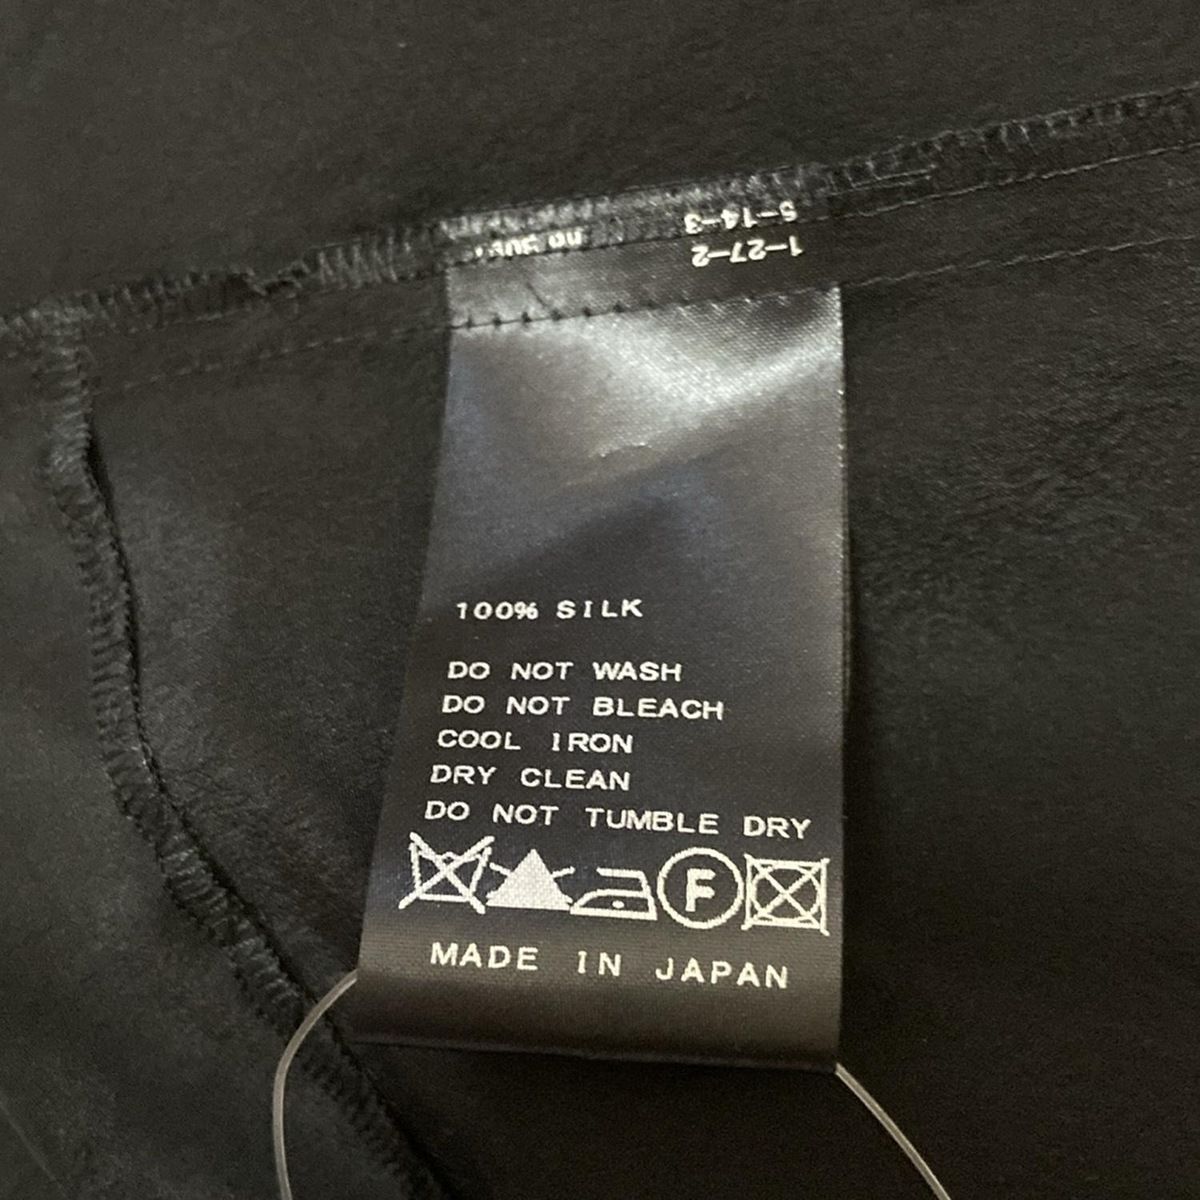 5-14-3
1-27-2
100% SILK
DO NOT WASH
DO NOT BLEACH
COOL IRON
DRY CLEAN
DO NOT TUMBLE DRY
F
MADE IN JAPAN